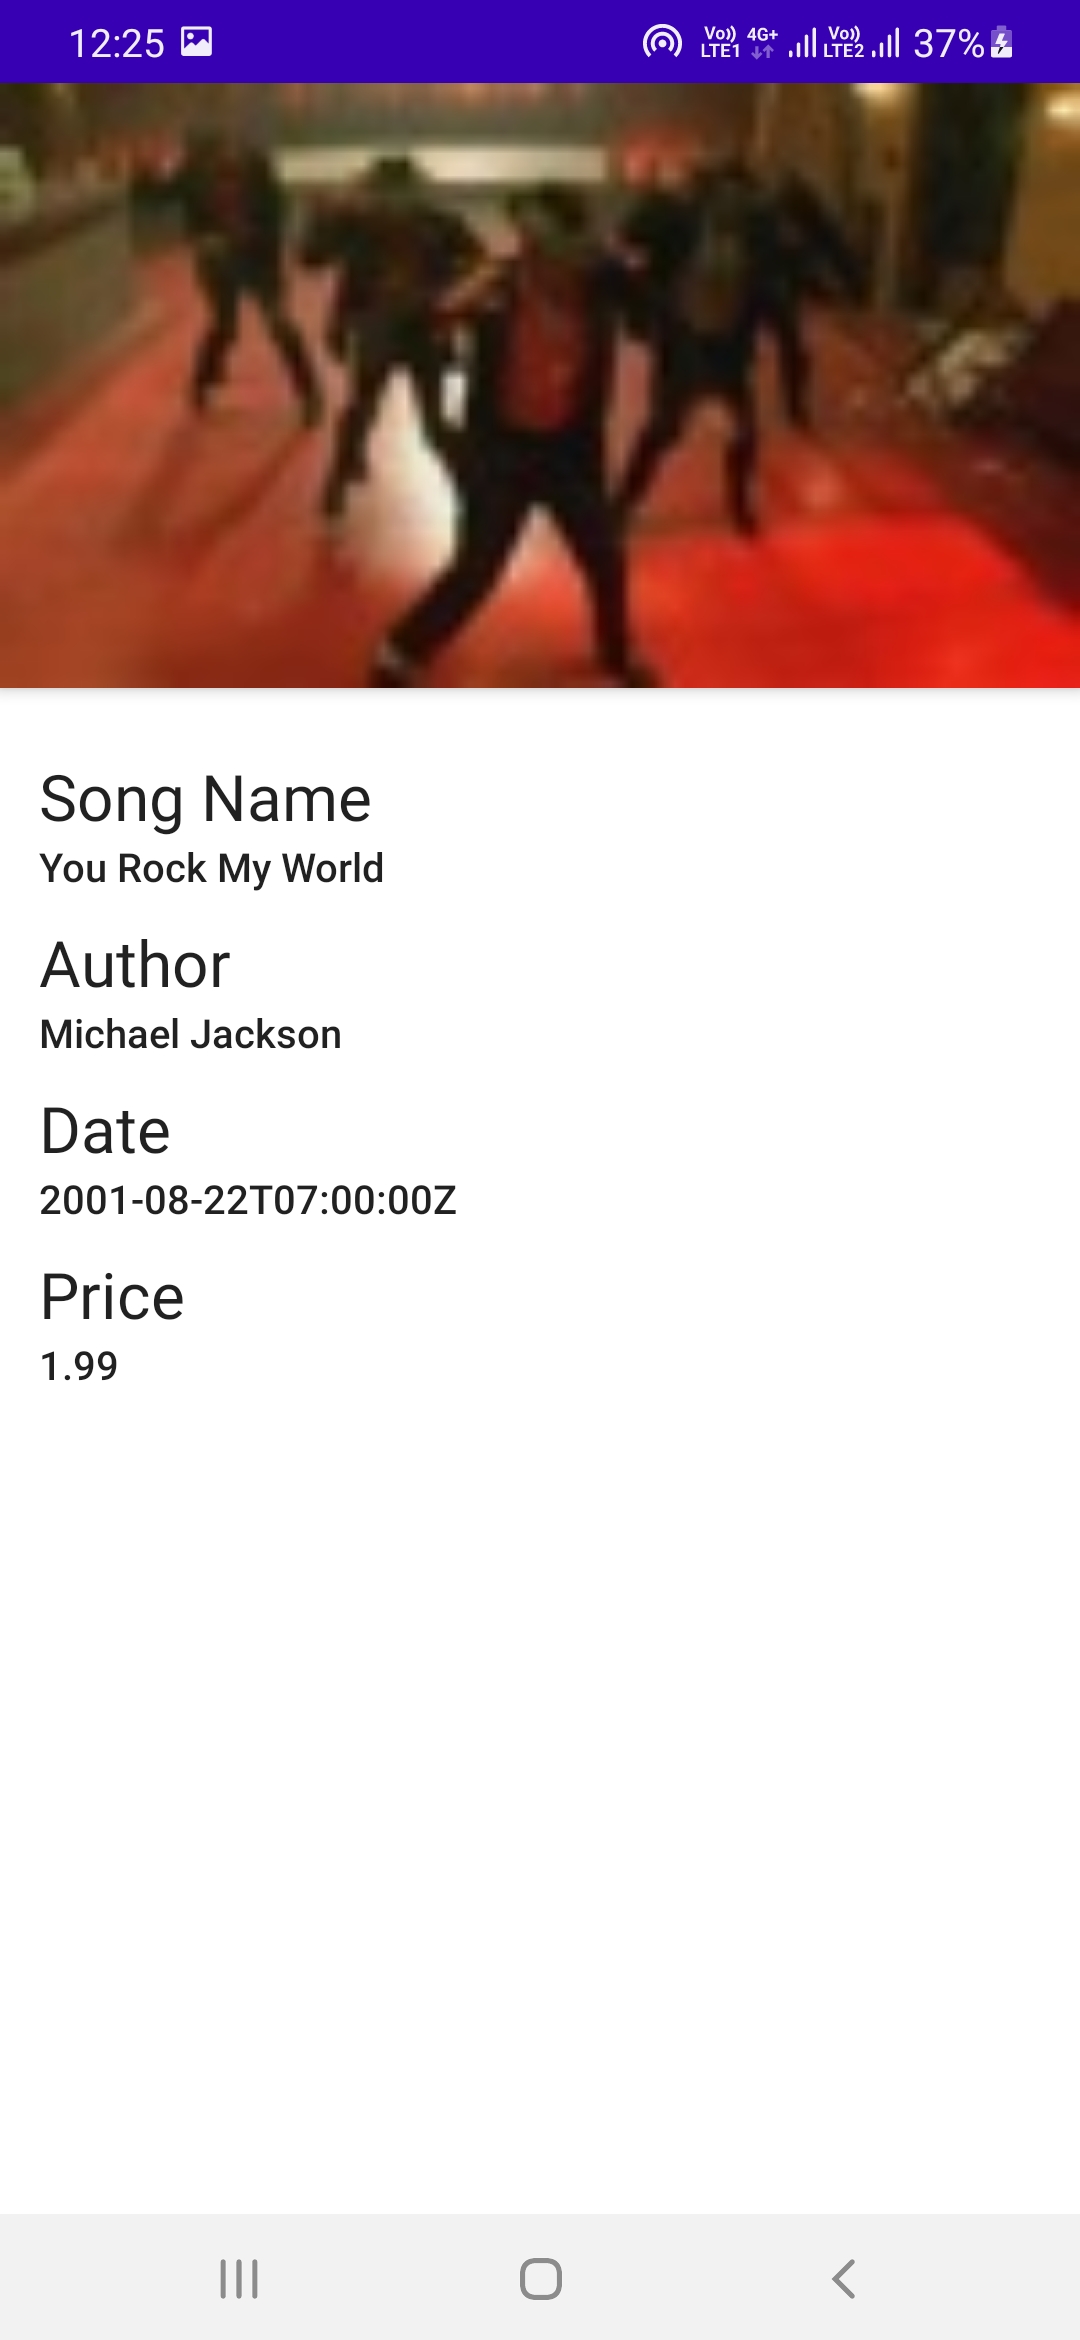 12:25 Vo)) LTE1 4G+ Vo)) LTE2 37%
Song Name
You Rock My World
Author
Michael Jackson
Date
2001-08-22T07:00:00Z
Price
1.99